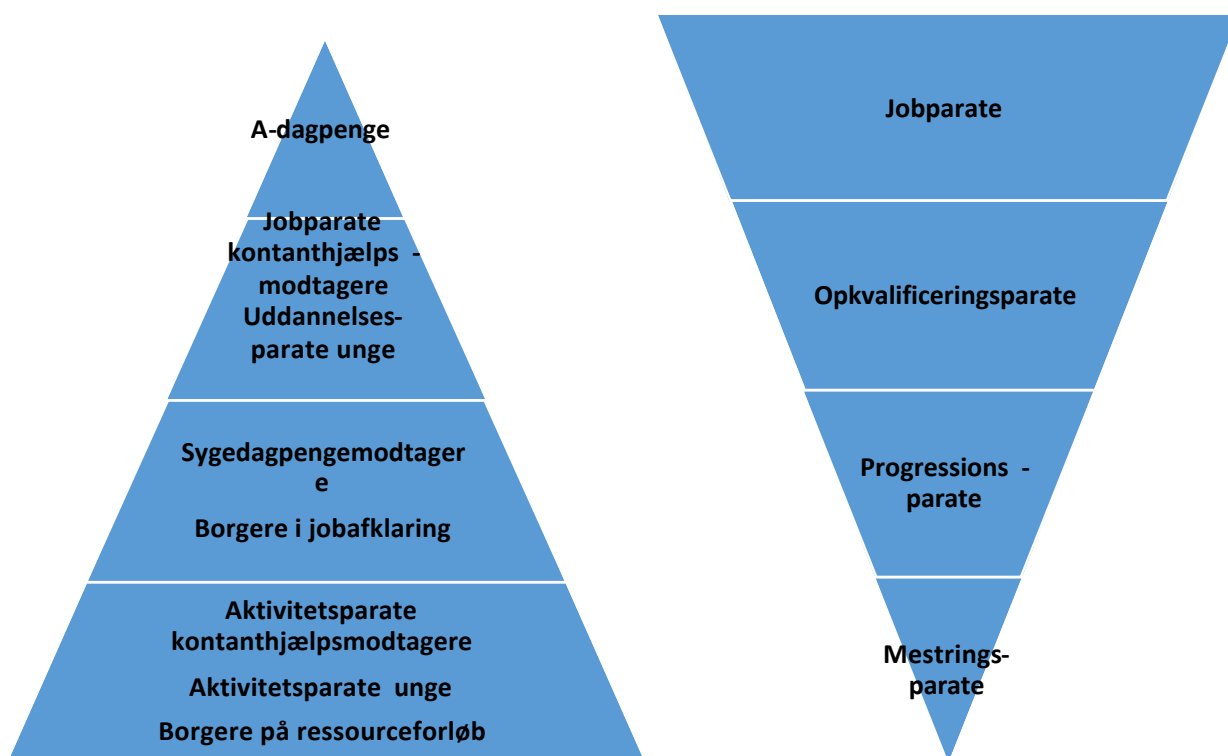 A-dagpenge
Jobparate
kontanthjælps -
modtagere
Uddannelses-
parate unge
Sygedagpengemodtager
e
Borgere i jobafklaring
Aktivitetsparate
kontanthjælpsmodtagere
Aktivitetsparate unge
Borgere på ressourceforløb
Jobparate
Opkvalificeringsparate
Progressions -
parate
Mestrings-
parate